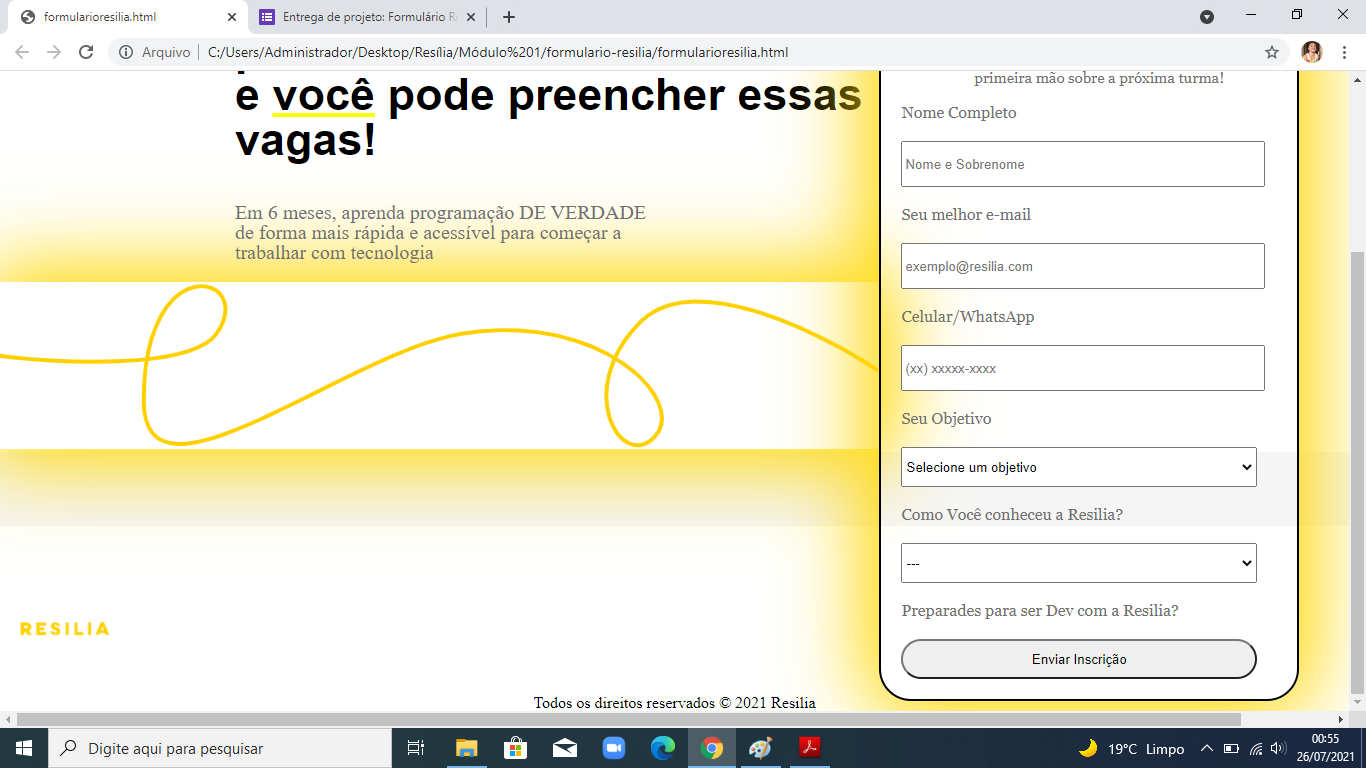 formularioresilia.html
Entrega de projeto: Formulário R
Arquivo
C:/Users/Administrador/Desktop/Resília/Módulo%201/formulario-resilia/formularioresilia.html
e você pode preencher essas
vagas!
Em 6 meses, aprenda programação DE VERDADE
de forma mais rápida e acessível para começar a
trabalhar com tecnologia
primeira mão sobre a próxima turma!
Nome Completo
Nome e Sobrenome
Seu melhor e-mail
exemplo@resilia.com
Celular/WhatsApp
(xx) xxxxx-xxxx
Seu Objetivo
Selecione um objetivo
Como Você conheceu a Resilia?
---
Preparades para ser Dev com a Resilia?
Enviar Inscrição
RESILIA
Todos os direitos reservados © 2021 Resilia
Digite aqui para pesquisar
19°C Limpo
00:55
26/07/2021